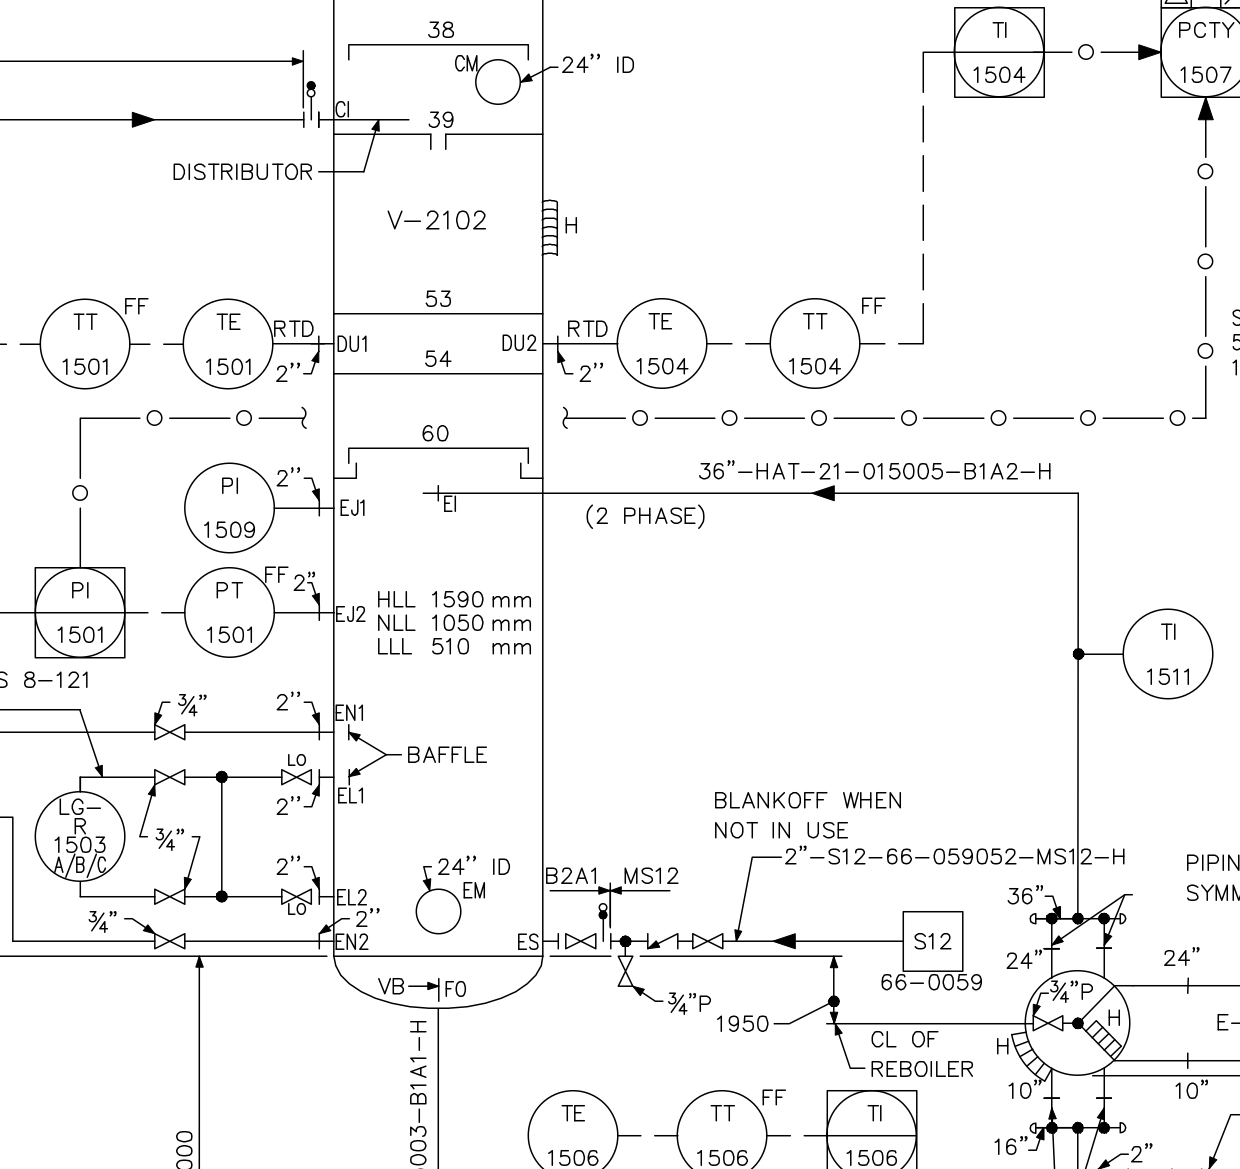 38
CM
24'' ID
TI
1504
PCTY
1507
CI
39
DISTRIBUTOR
V-2102
H
53
TT
1501
FF
TE
1501
RTD
2''
DU1
DU2
RTD
2''
TE
1504
TT
1504
FF
54
60
36"-HAT-21-015005-B1A2-H
(2 PHASE)
PI
1509
2''
EJ1
EI
PI
1501
PT
1501
FF
2"
EJ2
HLL 1590 mm
NLL 1050 mm
LLL 510 mm
TI
1511
S 8-121
3/4"
2''
EN1
BAFFLE
LO
2''
EL1
LG-
R
1503
A/B/C
3/4"
2''
EL2
LO
3/4"
2''
EN2
24'' ID
EM
BLANKOFF WHEN
NOT IN USE
2"-S12-66-059052-MS12-H
B2A1
MS12
ES
S12
66-0059
3/4"P
36"
24"
24"
3/4"P
H
H
E-
10"
10"
16"
2"
PIPIN
SYMM
VB
FO
1950
CL OF
REBOILER
003-B1A1-H
000
TE
1506
TT
1506
FF
TI
1506